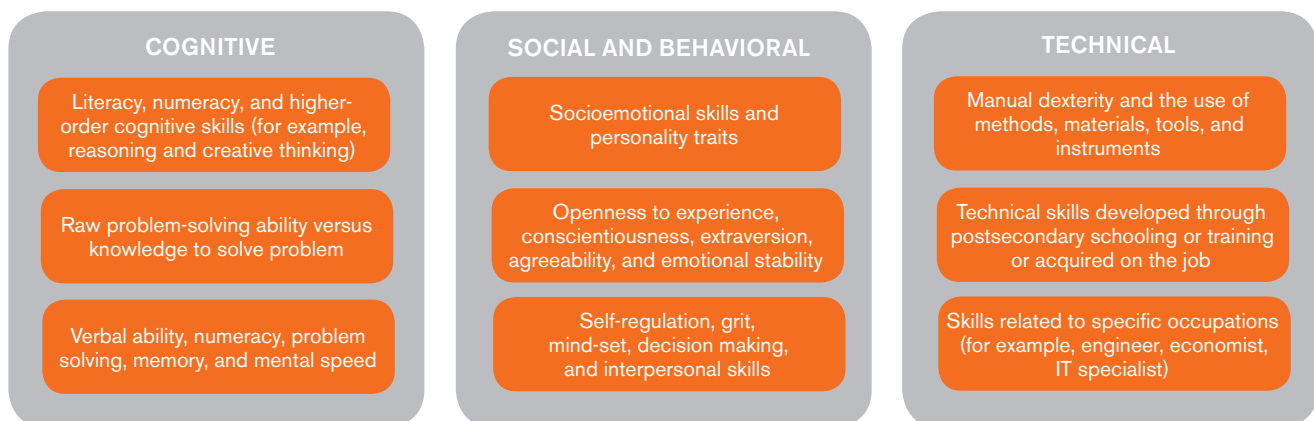 COGNITIVE
Literacy, numeracy, and higher-
order cognitive skills (for example,
reasoning and creative thinking)
Raw problem-solving ability versus
knowledge to solve problem
Verbal ability, numeracy, problem
solving, memory, and mental speed
SOCIAL AND BEHAVIORAL
Socioemotional skills and
personality traits
Openness to experience,
conscientiousness, extraversion,
agreeability, and emotional stability
Self-regulation, grit,
mind-set, decision making,
and interpersonal skills
TECHNICAL
Manual dexterity and the use of
methods, materials, tools, and
instruments
Technical skills developed through
postsecondary schooling or training
or acquired on the job
Skills related to specific occupations
(for example, engineer, economist,
IT specialist)